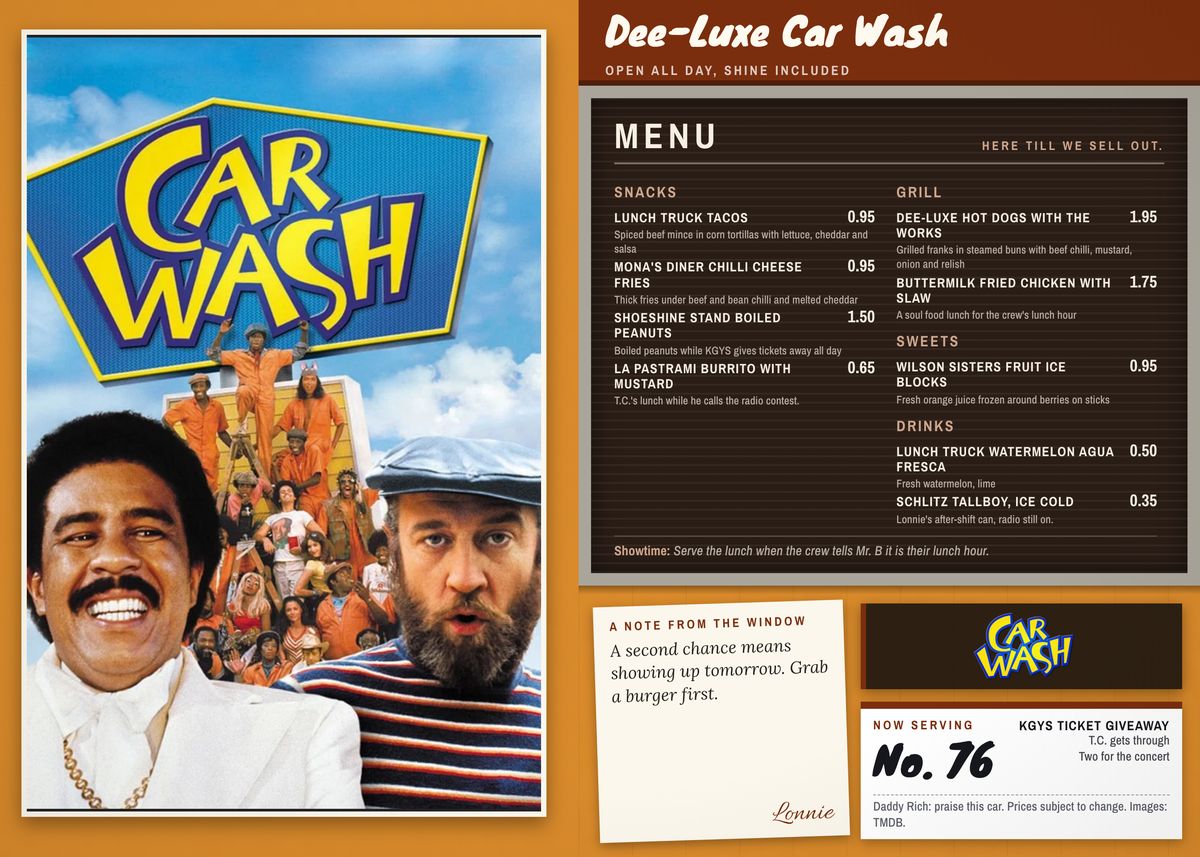 CAR
WASH
Dee-Luxe Car Wash
OPEN ALL DAY, SHINE INCLUDED
MENU
HERE TILL WE SELL OUT.
SNACKS
LUNCH TRUCK TACOS 0.95
Spiced beef mince in corn tortillas with lettuce, cheddar and
salsa
MONA'S DINER CHILLI CHEESE 0.95
FRIES
Thick fries under beef and bean chilli and melted cheddar
SHOESHINE STAND BOILED 1.50
PEANUTS
Boiled peanuts while KGYS gives tickets away all day
LA PASTRAMI BURRITO WITH 0.65
MUSTARD
T.C.'s lunch while he calls the radio contest.
GRILL
DEE-LUXE HOT DOGS WITH THE 1.95
WORKS
Grilled franks in steamed buns with beef chilli, mustard,
onion and relish
BUTTERMILK FRIED CHICKEN WITH 1.75
SLAW
A soul food lunch for the crew's lunch hour
SWEETS
WILSON SISTERS FRUIT ICE 0.95
BLOCKS
Fresh orange juice frozen around berries on sticks
DRINKS
LUNCH TRUCK WATERMELON AGUA 0.50
FRESCA
Fresh watermelon, lime
SCHLITZ TALLBOY, ICE COLD 0.35
Lonnie's after-shift can, radio still on.
Showtime: Serve the lunch when the crew tells Mr. B it is their lunch hour.
A NOTE FROM THE WINDOW
A second chance means
showing up tomorrow. Grab
a burger first.
Lonnie
CAR
WASH
NOW SERVING
No. 76
KGYS TICKET GIVEAWAY
T.C. gets through
Two for the concert
Daddy Rich: praise this car. Prices subject to change. Images:
TMDB.